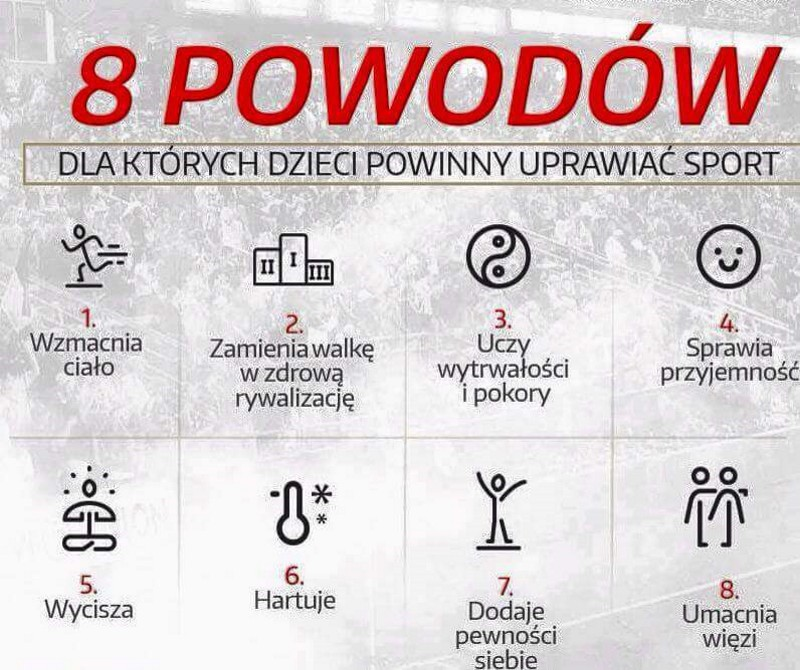 8 POWODÓW
DLA KTÓRYCH DZIECI POWINNY UPRAWIAĆ SPORT
II I III
1.
Wzmacnia
ciało
2.
Zamienia walkę
w zdrową
rywalizację
3.
Uczy
wytrwałości
i pokory
4.
Sprawia
przyjemność
5.
Wycisza
6.
Hartuje
7.
Dodaje
pewności
siebie
8.
Umacnia
więzi